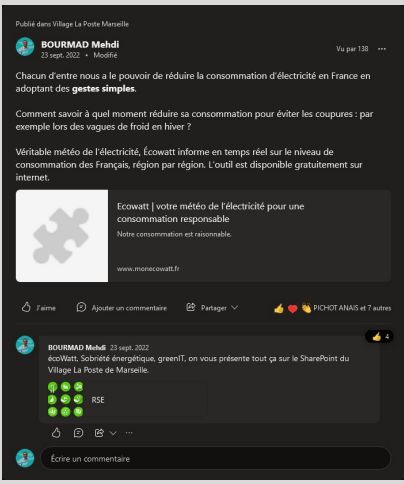 Publié dans Village La Poste Marseille
BOURMAD Mehdi
23 sept. 2022 • Modifié
Vu par 138 ···
Chacun d'entre nous a le pouvoir de réduire la consommation d'électricité en France en
adoptant des gestes simples.
Comment savoir à quel moment réduire sa consommation pour éviter les coupures : par
exemple lors des vagues de froid en hiver ?
Véritable météo de l'électricité, Écowatt informe en temps réel sur le niveau de
consommation des Français, région par région. L'outil est disponible gratuitement sur
internet.
Ecowatt | votre météo de l'électricité pour une
consommation responsable
Notre consommation est raisonnable.
www.monecowatt.fr
J'aime Ajouter un commentaire Partager
PICHOT ANAIS et 7 autres
4
BOURMAD Mehdi 23 sept. 2022
écoWatt, Sobriété énergétique, greenIT, on vous présente tout ça sur le SharePoint du
Village La Poste de Marseille.
RSE
···
Écrire un commentaire